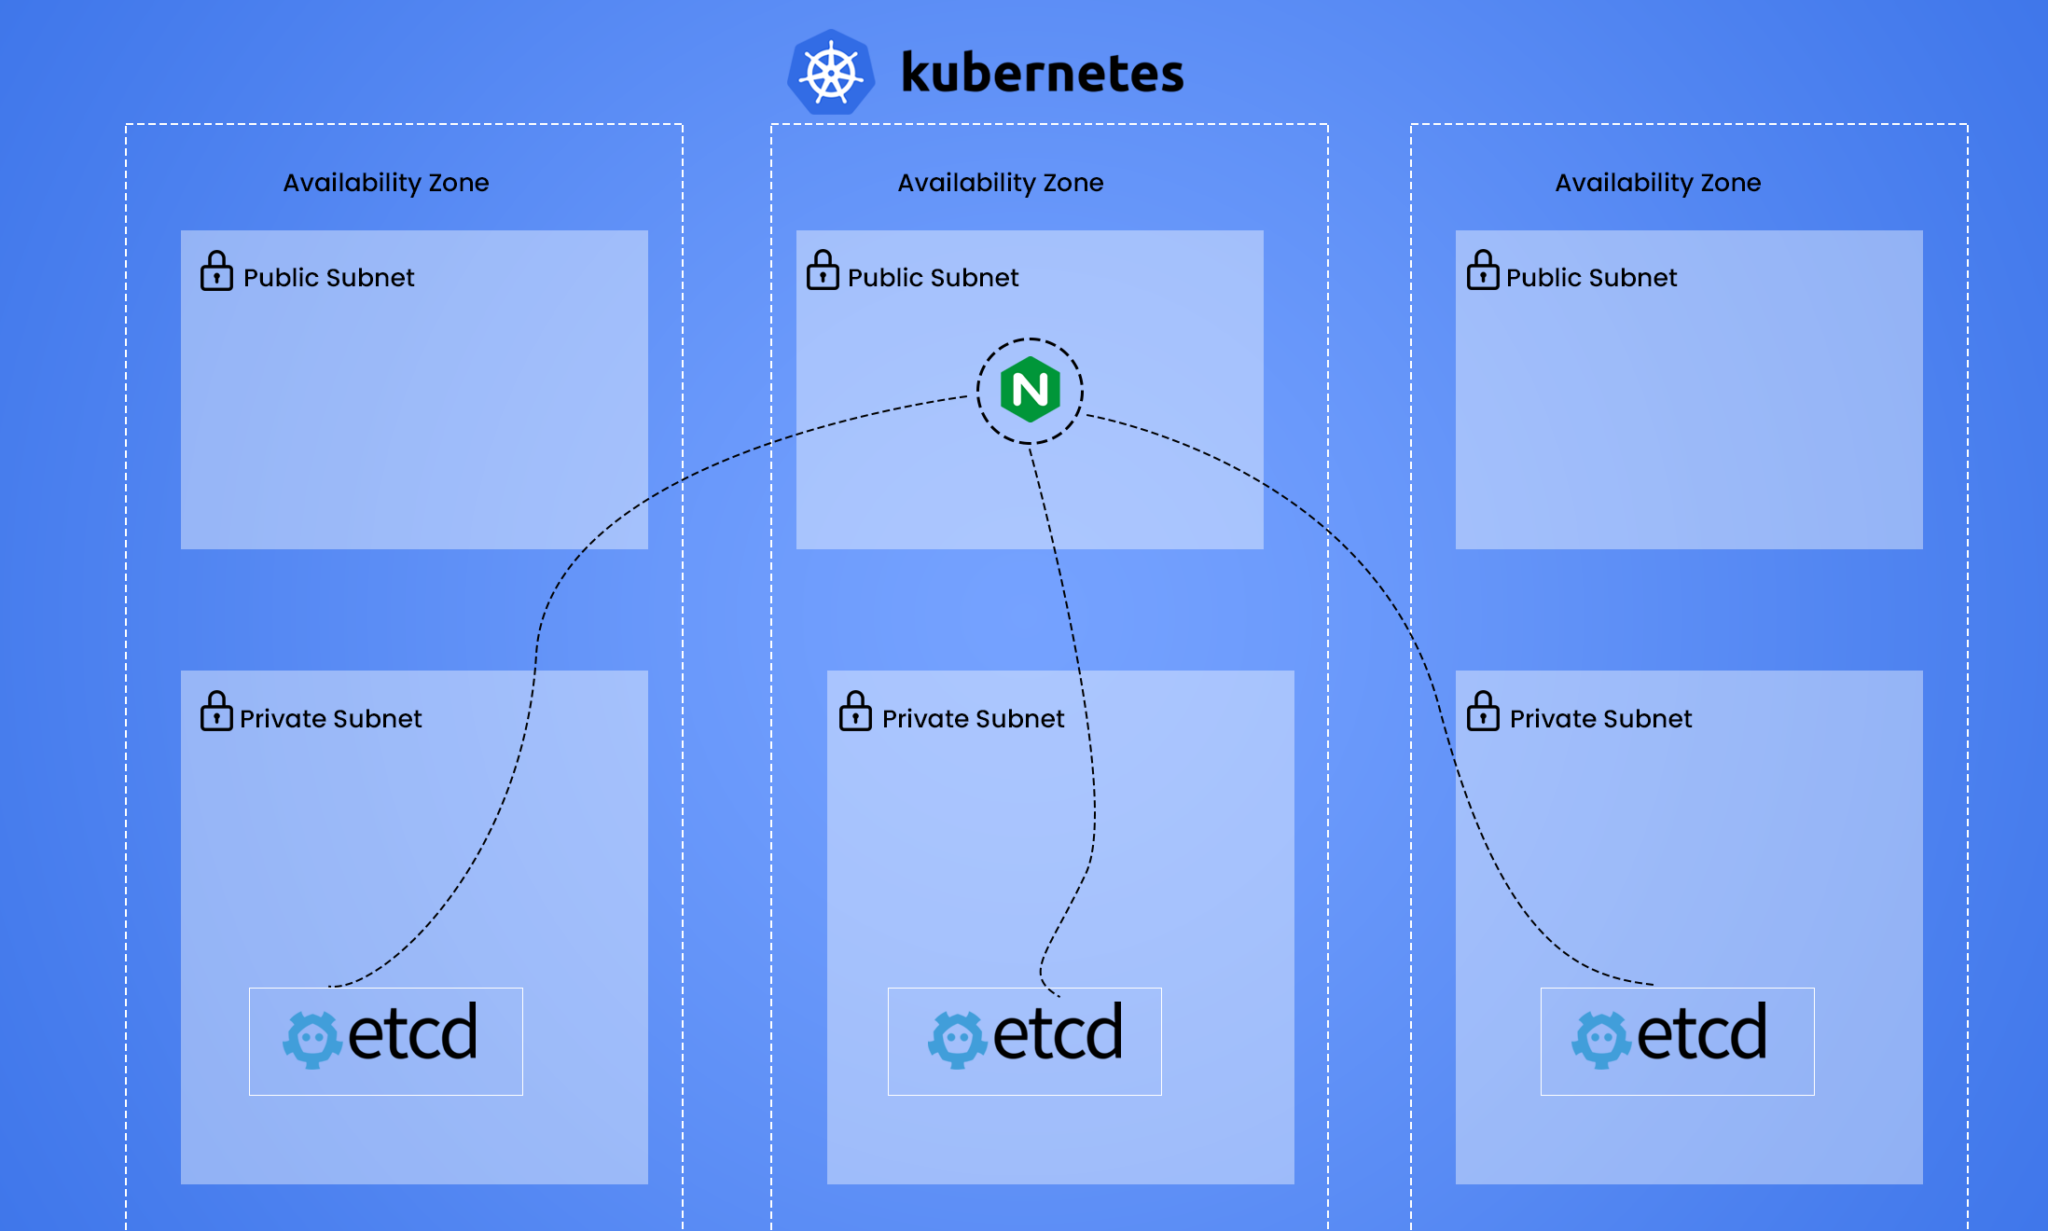 kubernetes
Availability Zone
Availability Zone
Availability Zone
Public Subnet
Public Subnet
Public Subnet
N
Private Subnet
Private Subnet
Private Subnet
etcd
etcd
etcd